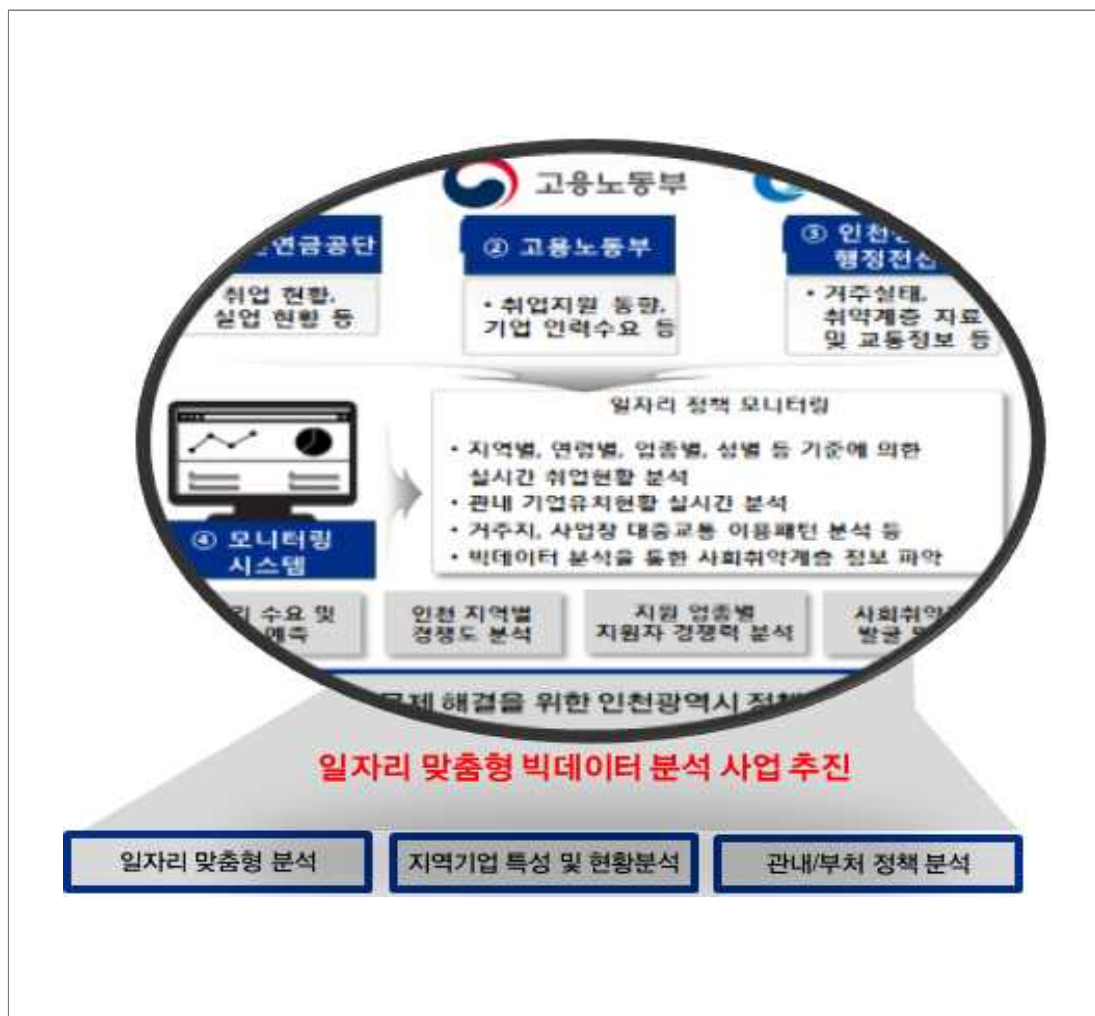 고용노동부
연금공단
② 고용노동부
③ 인천
행정전산
취업 현황,
실업 현황 등
• 취업지원 동향,
기업 인력수요 등
• 거주실태,
취약계층 자료
및 교통정보 등
일자리 정책 모니터링
• 지역별, 연령별, 업종별, 성별 등 기준에 의한
실시간 취업현황 분석
• 관내 기업유치현황 실시간 분석
• 거주지, 사업장 대중교통 이용패턴 분석 등
• 빅데이터 분석을 통한 사회취약계층 정보 파악
④ 모니터링
시스템
수요 및
예측
인천 지역별
경쟁도 분석
지원 업종별
지원자 경쟁력 분석
사회취약
발굴
문제 해결을 위한 인천광역시 정책
일자리 맞춤형 빅데이터 분석 사업 추진
일자리 맞춤형 분석
지역기업 특성 및 현황분석
관내/부처 정책 분석